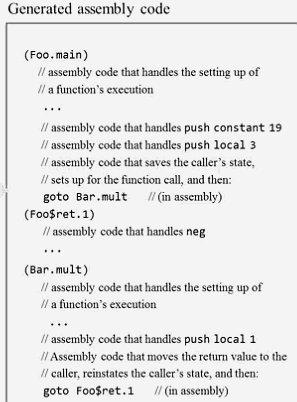 Generated assembly code
(Foo.main)
// assembly code that handles the setting up of
// a function's execution
...
// assembly code that handles push constant 19
// assembly code that handles push local 3
// assembly code that saves the caller's state,
// sets up for the function call, and then:
goto Bar.mult // (in assembly)
(Foo$ret.1)
// assembly code that handles neg
...
(Bar.mult)
// assembly code that handles the setting up of
// a function's execution
...
// assembly code that handles push local 1
// Assembly code that moves the return value to the
// caller, reinstates the caller's state, and then:
goto Foo$ret.1 // (in assembly)